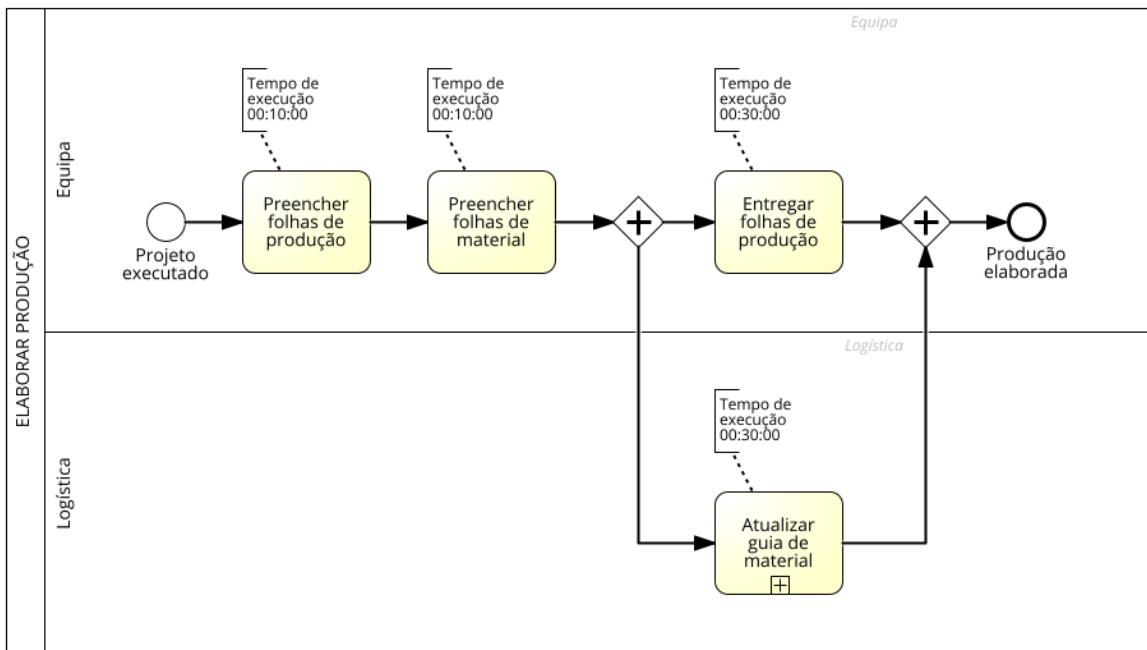 ELABORAR PRODUÇÃO
Equipa
Equipa
Tempo de
execução
00:10:00
Tempo de
execução
00:10:00
Tempo de
execução
00:30:00
Projeto
executado
Preencher
folhas de
produção
Preencher
folhas de
material
Entregar
folhas de
produção
Produção
elaborada
Logística
Logística
Tempo de
execução
00:30:00
Atualizar
guia de
material